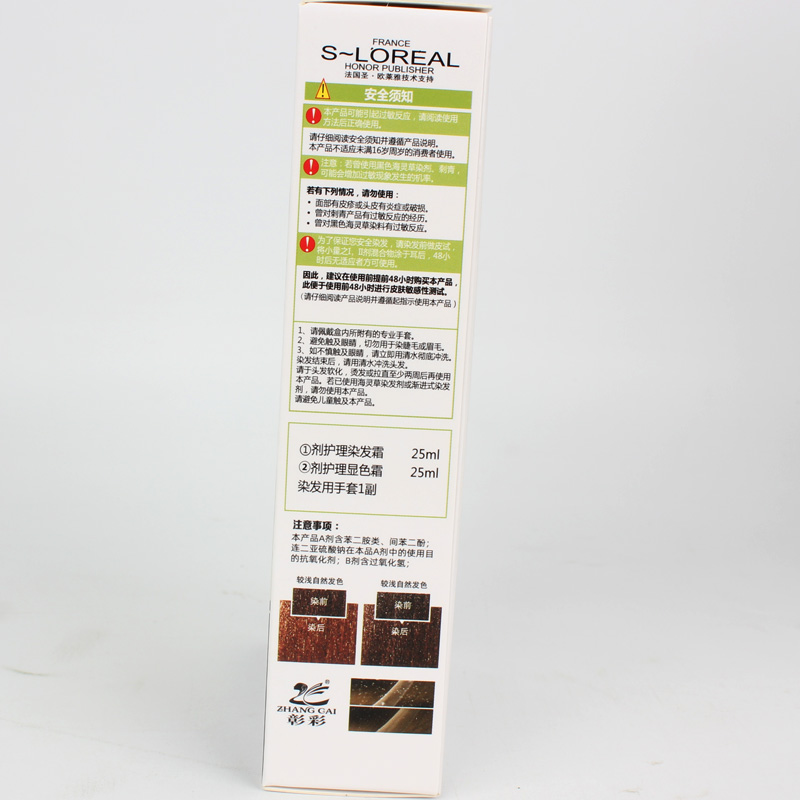 FRANCE
S~LOREAL
HONOR PUBLISHER
法国圣·欧莱雅技术支持
安全须知
本产品可能引起过敏反应，请阅读使用
方法后正确使用。
请仔细阅读安全须知并遵循产品说明。
本产品不适应未满16岁周岁的消费者使用。
注意：若曾使用黑色海灵草染剂、刺青，
可能会增加过敏现象发生的机率。
若有下列情况，请勿使用：
• 面部有皮疹或头皮有炎症或破损。
• 曾对刺青产品有过敏反应的经历。
• 曾对黑色海灵草染料有过敏反应。
为了保证您安全染发，请染发前做皮试，
将小量之I、II剂混合物涂于耳后，48小
时后无适应者方可使用。
因此，建议在使用前提前48小时购买本产品，
此便于使用前48小时进行皮肤敏感性测试。
（请仔细阅读产品说明并遵循起指示使用本产品）
1、请佩戴盒内所附有的专业手套。
2、避免触及眼睛，切勿用于染睫毛或眉毛。
3、如不慎触及眼睛，请立即用清水彻底冲洗。
染发结束后，请用清水冲洗头发。
请于头发软化，烫发或拉直至少两周后再使用
本产品。若已使用海灵草染发剂或渐进式染发
剂，请勿使用本产品。
请避免儿童触及本产品。
①剂护理染发霜 25ml
②剂护理显色霜 25ml
染发用手套1副
注意事项：
本产品A剂含苯二胺类、间苯二酚；
连二亚硫酸钠在本品A剂中的使用目
的抗氧化剂；B剂含过氧化氢；
较浅自然发色 较浅自然发色
染前 染前
染后 染后
ZHANG CAI
彰彩